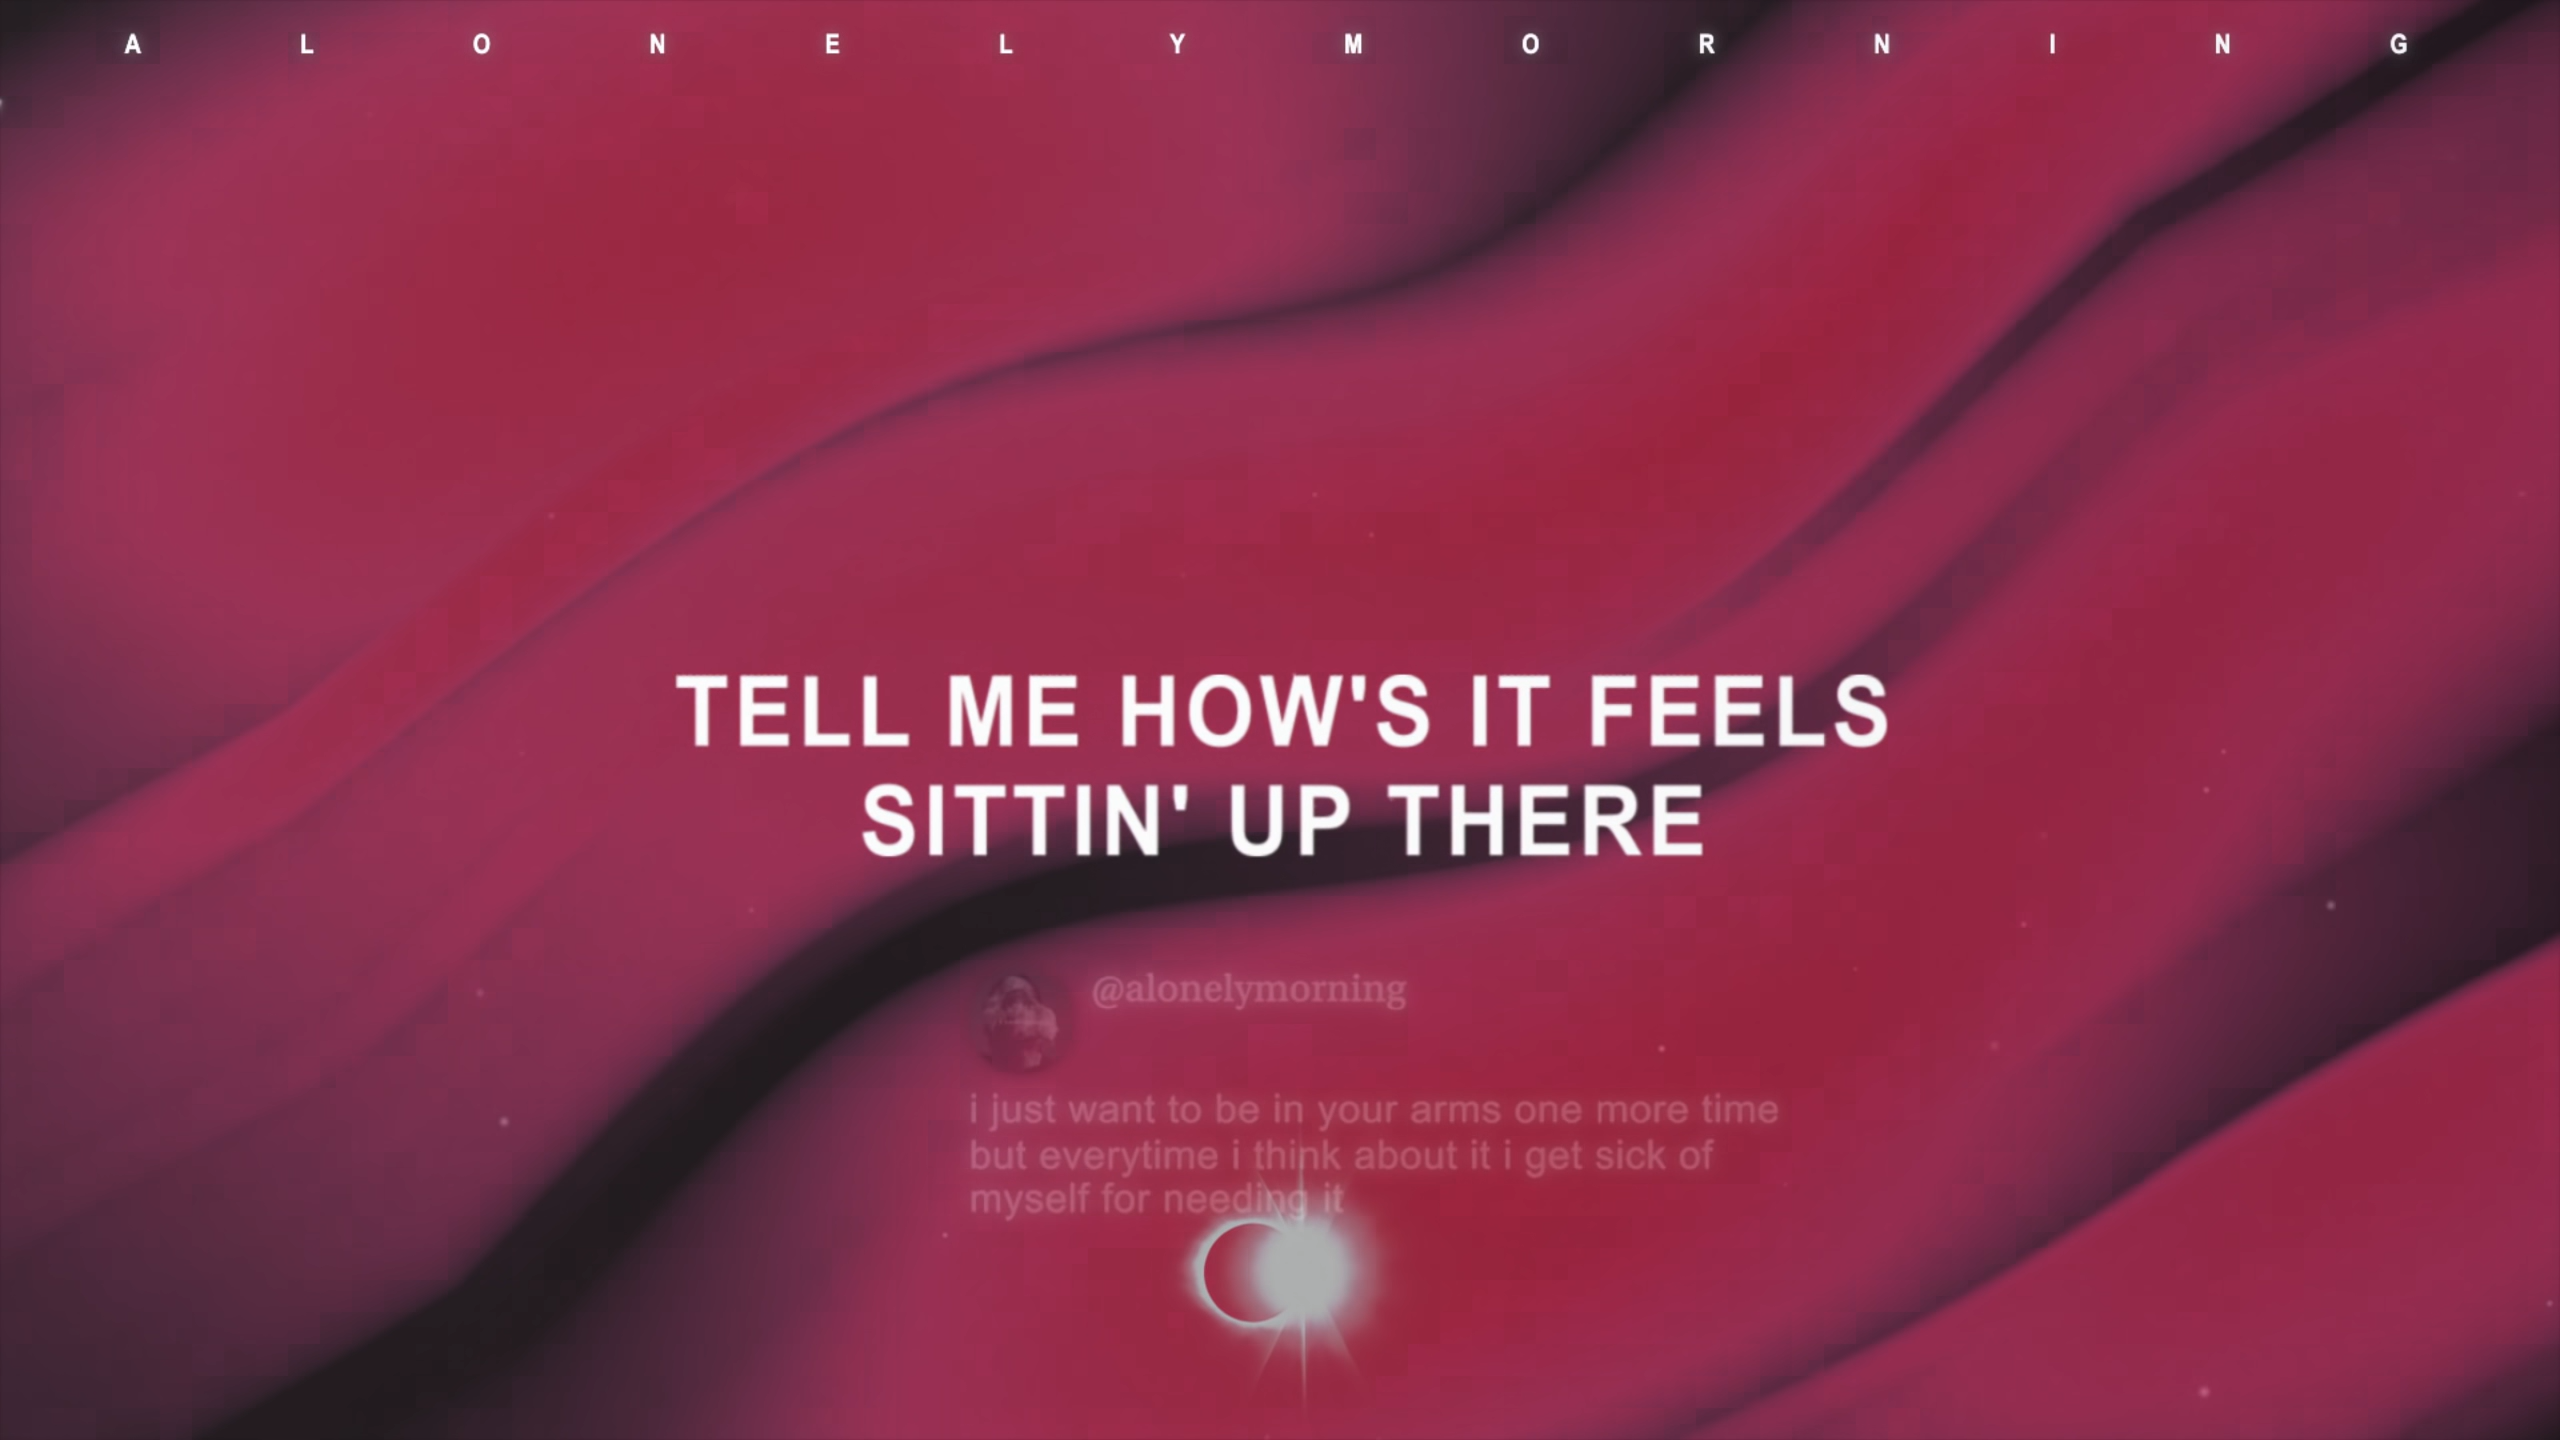 A L O N E L Y M O R N I N G
TELL ME HOW'S IT FEELS
SITTIN' UP THERE
@alonelymorning
i just want to be in your arms one more time
but everytime i think about it i get sick of
myself for needing it